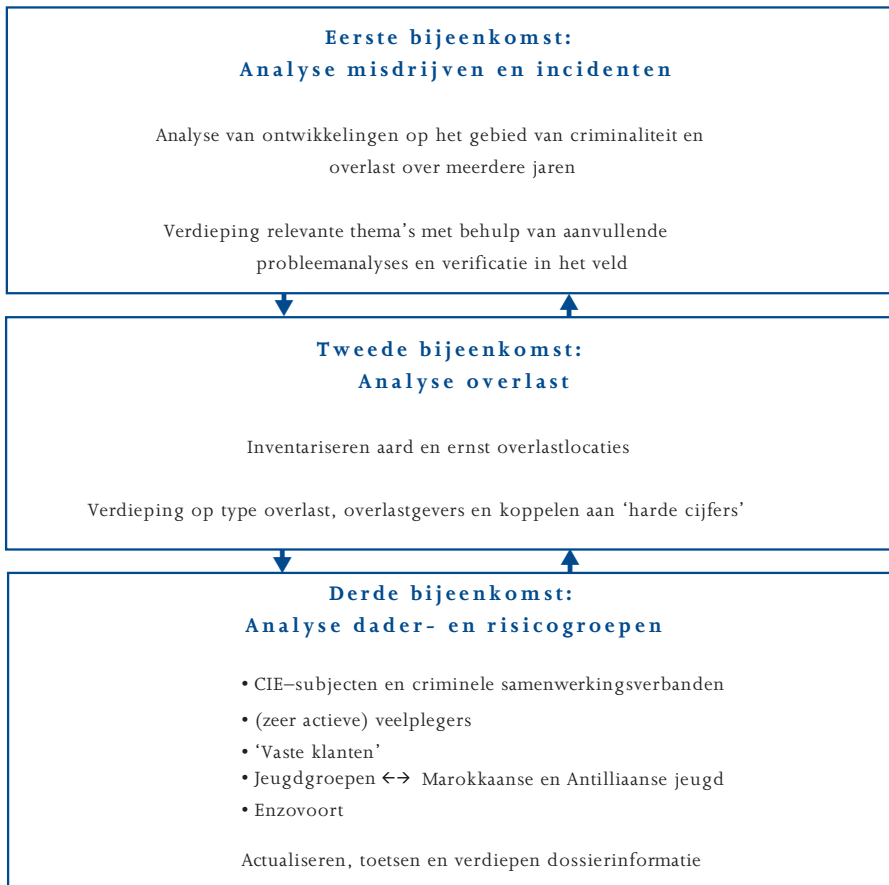 Eerste bijeenkomst:
Analyse misdrijven en incidenten
Analyse van ontwikkelingen op het gebied van criminaliteit en
overlast over meerdere jaren
Verdieping relevante thema’s met behulp van aanvullende
probleemanalyses en verificatie in het veld
Tweede bijeenkomst:
Analyse overlast
Inventariseren aard en ernst overlastlocaties
Verdieping op type overlast, overlastgevers en koppelen aan ‘harde cijfers’
Derde bijeenkomst:
Analyse dader- en risicogroepen
• CIE–subjecten en criminele samenwerkingsverbanden
• (zeer actieve) veelplegers
• ‘Vaste klanten’
• Jeugdgroepen ←→ Marokkaanse en Antilliaanse jeugd
• Enzovoort
Actualiseren, toetsen en verdiepen dossierinformatie